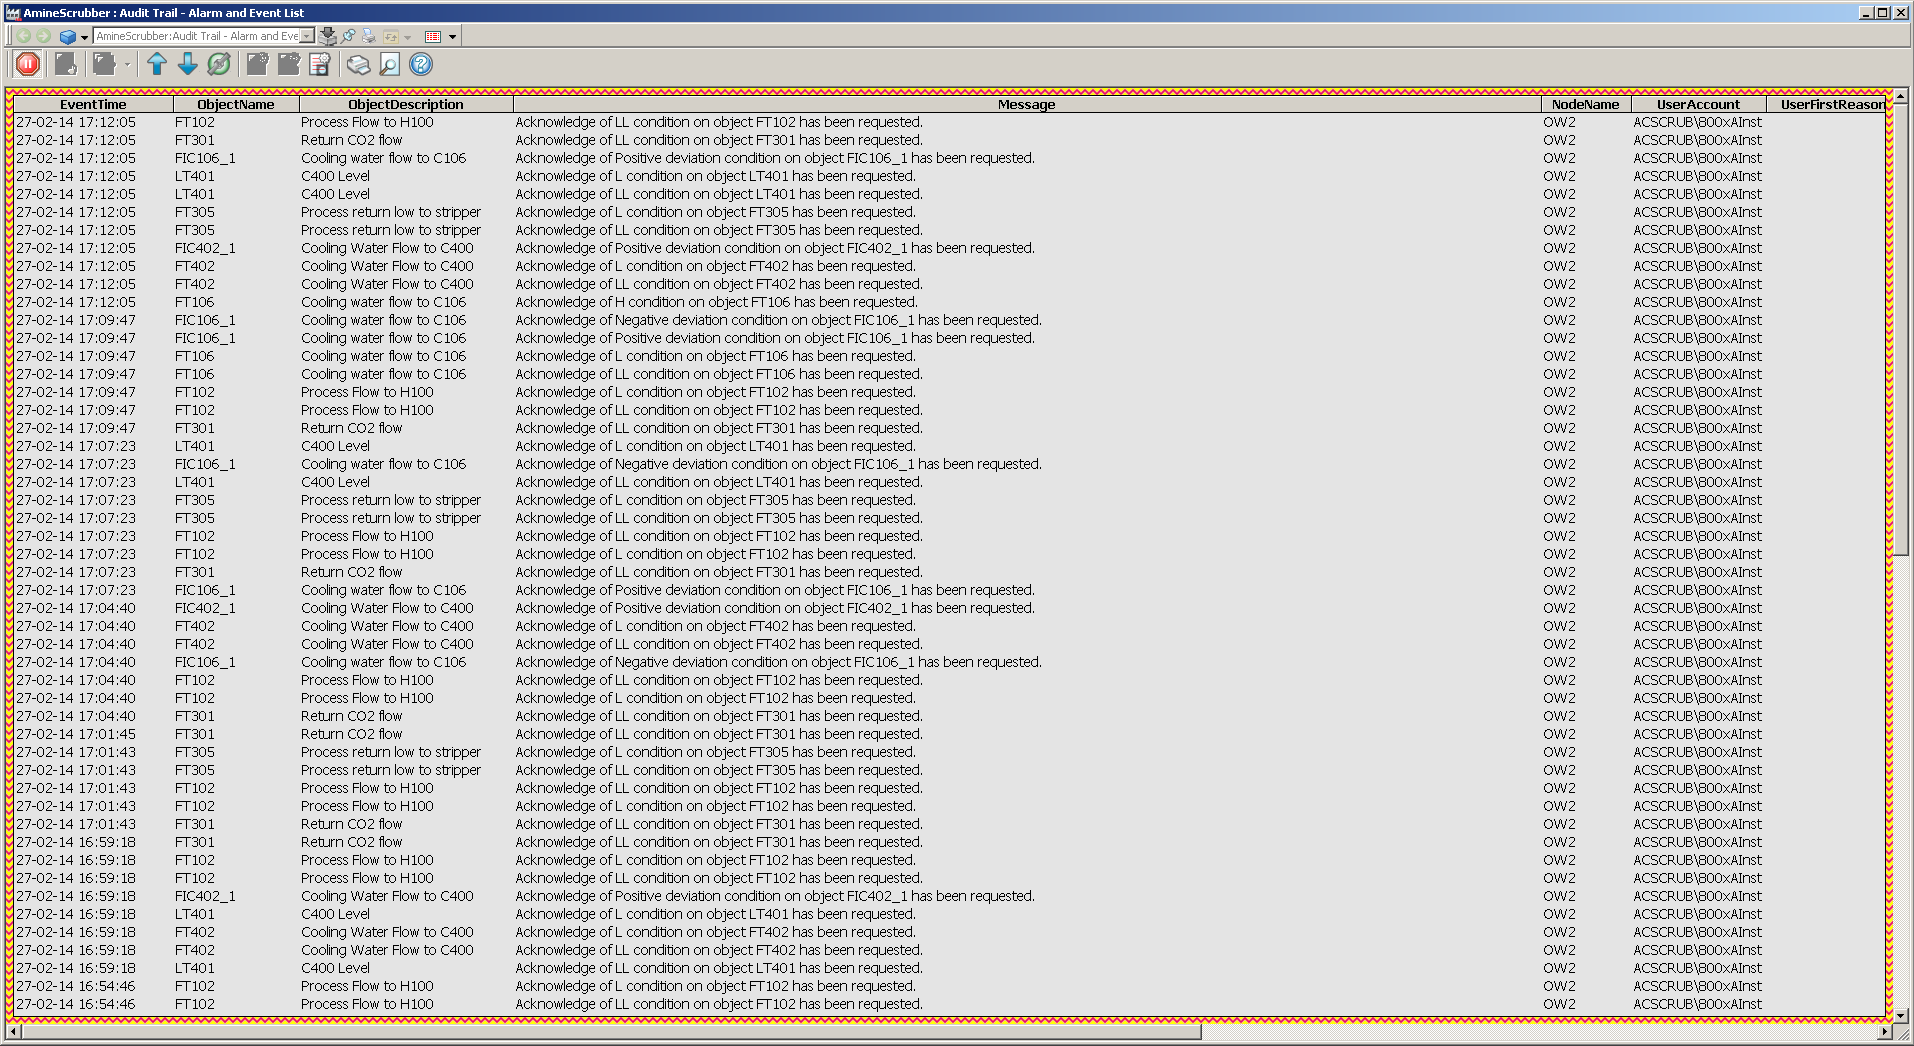 AmineScrubber : Audit Trail - Alarm and Event List
AmineScrubber:Audit Trail - Alarm and Eve
EventTime ObjectName ObjectDescription Message NodeName UserAccount UserFirstReason
27-02-14 17:12:05 FT102 Process Flow to H100 Acknowledge of LL condition on object FT102 has been requested. OW2 ACSCRUB\800xAInst
27-02-14 17:12:05 FT301 Return CO2 flow Acknowledge of LL condition on object FT301 has been requested. OW2 ACSCRUB\800xAInst
27-02-14 17:12:05 FIC106_1 Cooling water flow to C106 Acknowledge of Positive deviation condition on object FIC106_1 has been requested. OW2 ACSCRUB\800xAInst
27-02-14 17:12:05 LT401 C400 Level Acknowledge of L condition on object LT401 has been requested. OW2 ACSCRUB\800xAInst
27-02-14 17:12:05 LT401 C400 Level Acknowledge of LL condition on object LT401 has been requested. OW2 ACSCRUB\800xAInst
27-02-14 17:12:05 FT305 Process return low to stripper Acknowledge of L condition on object FT305 has been requested. OW2 ACSCRUB\800xAInst
27-02-14 17:12:05 FT305 Process return low to stripper Acknowledge of LL condition on object FT305 has been requested. OW2 ACSCRUB\800xAInst
27-02-14 17:12:05 FIC402_1 Cooling Water Flow to C400 Acknowledge of Positive deviation condition on object FIC402_1 has been requested. OW2 ACSCRUB\800xAInst
27-02-14 17:12:05 FT402 Cooling Water Flow to C400 Acknowledge of L condition on object FT402 has been requested. OW2 ACSCRUB\800xAInst
27-02-14 17:12:05 FT402 Cooling Water Flow to C400 Acknowledge of LL condition on object FT402 has been requested. OW2 ACSCRUB\800xAInst
27-02-14 17:12:05 FT106 Cooling water flow to C106 Acknowledge of H condition on object FT106 has been requested. OW2 ACSCRUB\800xAInst
27-02-14 17:09:47 FIC106_1 Cooling water flow to C106 Acknowledge of Negative deviation condition on object FIC106_1 has been requested. OW2 ACSCRUB\800xAInst
27-02-14 17:09:47 FIC106_1 Cooling water flow to C106 Acknowledge of Positive deviation condition on object FIC106_1 has been requested. OW2 ACSCRUB\800xAInst
27-02-14 17:09:47 FT106 Cooling water flow to C106 Acknowledge of L condition on object FT106 has been requested. OW2 ACSCRUB\800xAInst
27-02-14 17:09:47 FT106 Cooling water flow to C106 Acknowledge of LL condition on object FT106 has been requested. OW2 ACSCRUB\800xAInst
27-02-14 17:09:47 FT102 Process Flow to H100 Acknowledge of L condition on object FT102 has been requested. OW2 ACSCRUB\800xAInst
27-02-14 17:09:47 FT102 Process Flow to H100 Acknowledge of LL condition on object FT102 has been requested. OW2 ACSCRUB\800xAInst
27-02-14 17:09:47 FT301 Return CO2 flow Acknowledge of LL condition on object FT301 has been requested. OW2 ACSCRUB\800xAInst
27-02-14 17:07:23 LT401 C400 Level Acknowledge of L condition on object LT401 has been requested. OW2 ACSCRUB\800xAInst
27-02-14 17:07:23 FIC106_1 Cooling water flow to C106 Acknowledge of Negative deviation condition on object FIC106_1 has been requested. OW2 ACSCRUB\800xAInst
27-02-14 17:07:23 LT401 C400 Level Acknowledge of LL condition on object LT401 has been requested. OW2 ACSCRUB\800xAInst
27-02-14 17:07:23 FT305 Process return low to stripper Acknowledge of L condition on object FT305 has been requested. OW2 ACSCRUB\800xAInst
27-02-14 17:07:23 FT305 Process return low to stripper Acknowledge of LL condition on object FT305 has been requested. OW2 ACSCRUB\800xAInst
27-02-14 17:07:23 FT102 Process Flow to H100 Acknowledge of LL condition on object FT102 has been requested. OW2 ACSCRUB\800xAInst
27-02-14 17:07:23 FT102 Process Flow to H100 Acknowledge of L condition on object FT102 has been requested. OW2 ACSCRUB\800xAInst
27-02-14 17:07:23 FT301 Return CO2 flow Acknowledge of LL condition on object FT301 has been requested. OW2 ACSCRUB\800xAInst
27-02-14 17:07:23 FIC106_1 Cooling water flow to C106 Acknowledge of Positive deviation condition on object FIC106_1 has been requested. OW2 ACSCRUB\800xAInst
27-02-14 17:04:40 FIC402_1 Cooling Water Flow to C400 Acknowledge of Positive deviation condition on object FIC402_1 has been requested. OW2 ACSCRUB\800xAInst
27-02-14 17:04:40 FT402 Cooling Water Flow to C400 Acknowledge of L condition on object FT402 has been requested. OW2 ACSCRUB\800xAInst
27-02-14 17:04:40 FT402 Cooling Water Flow to C400 Acknowledge of LL condition on object FT402 has been requested. OW2 ACSCRUB\800xAInst
27-02-14 17:04:40 FIC106_1 Cooling water flow to C106 Acknowledge of Negative deviation condition on object FIC106_1 has been requested. OW2 ACSCRUB\800xAInst
27-02-14 17:04:40 FT102 Process Flow to H100 Acknowledge of LL condition on object FT102 has been requested. OW2 ACSCRUB\800xAInst
27-02-14 17:04:40 FT102 Process Flow to H100 Acknowledge of L condition on object FT102 has been requested. OW2 ACSCRUB\800xAInst
27-02-14 17:04:40 FT301 Return CO2 flow Acknowledge of LL condition on object FT301 has been requested. OW2 ACSCRUB\800xAInst
27-02-14 17:01:45 FT301 Return CO2 flow Acknowledge of LL condition on object FT301 has been requested. OW2 ACSCRUB\800xAInst
27-02-14 17:01:43 FT305 Process return low to stripper Acknowledge of L condition on object FT305 has been requested. OW2 ACSCRUB\800xAInst
27-02-14 17:01:43 FT305 Process return low to stripper Acknowledge of LL condition on object FT305 has been requested. OW2 ACSCRUB\800xAInst
27-02-14 17:01:43 FT102 Process Flow to H100 Acknowledge of LL condition on object FT102 has been requested. OW2 ACSCRUB\800xAInst
27-02-14 17:01:43 FT102 Process Flow to H100 Acknowledge of L condition on object FT102 has been requested. OW2 ACSCRUB\800xAInst
27-02-14 17:01:43 FT301 Return CO2 flow Acknowledge of LL condition on object FT301 has been requested. OW2 ACSCRUB\800xAInst
27-02-14 16:59:18 FT301 Return CO2 flow Acknowledge of LL condition on object FT301 has been requested. OW2 ACSCRUB\800xAInst
27-02-14 16:59:18 FT102 Process Flow to H100 Acknowledge of L condition on object FT102 has been requested. OW2 ACSCRUB\800xAInst
27-02-14 16:59:18 FT102 Process Flow to H100 Acknowledge of LL condition on object FT102 has been requested. OW2 ACSCRUB\800xAInst
27-02-14 16:59:18 FIC402_1 Cooling Water Flow to C400 Acknowledge of Positive deviation condition on object FIC402_1 has been requested. OW2 ACSCRUB\800xAInst
27-02-14 16:59:18 LT401 C400 Level Acknowledge of L condition on object LT401 has been requested. OW2 ACSCRUB\800xAInst
27-02-14 16:59:18 FT402 Cooling Water Flow to C400 Acknowledge of L condition on object FT402 has been requested. OW2 ACSCRUB\800xAInst
27-02-14 16:59:18 FT402 Cooling Water Flow to C400 Acknowledge of LL condition on object FT402 has been requested. OW2 ACSCRUB\800xAInst
27-02-14 16:59:18 LT401 C400 Level Acknowledge of LL condition on object LT401 has been requested. OW2 ACSCRUB\800xAInst
27-02-14 16:54:46 FT102 Process Flow to H100 Acknowledge of L condition on object FT102 has been requested. OW2 ACSCRUB\800xAInst
27-02-14 16:54:46 FT102 Process Flow to H100 Acknowledge of LL condition on object FT102 has been requested. OW2 ACSCRUB\800xAInst